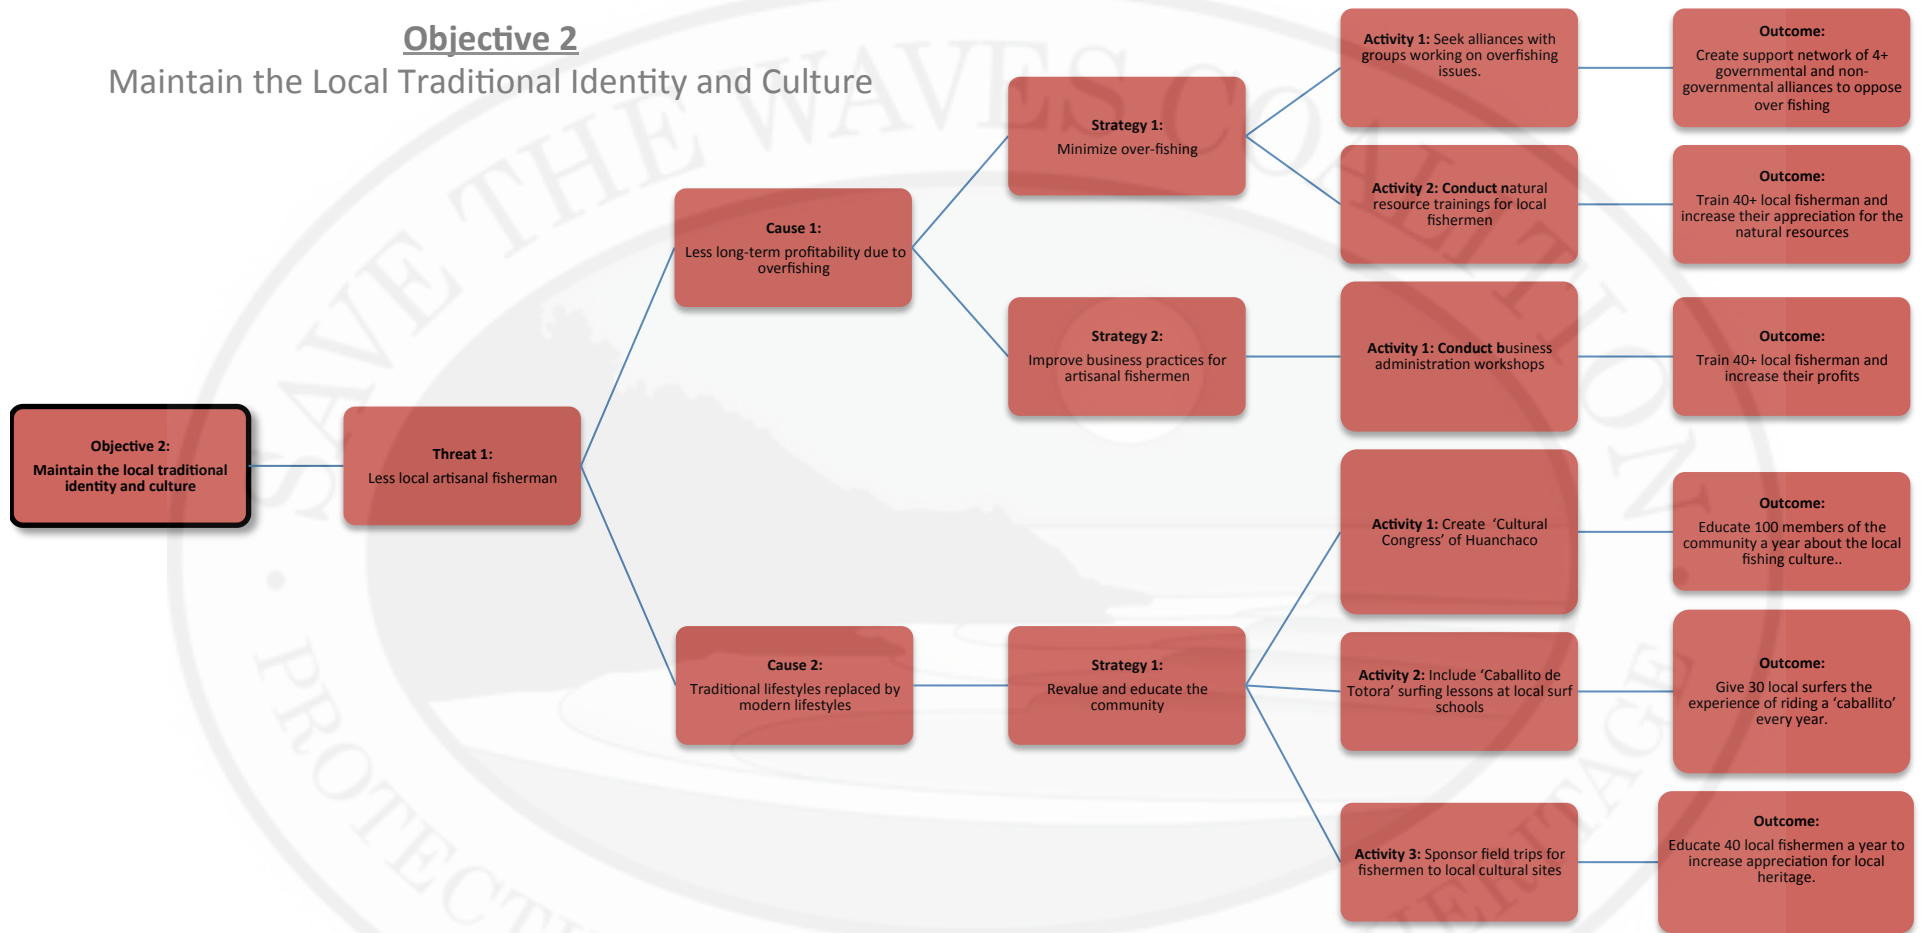 Objective 2
Maintain the Local Traditional Identity and Culture
Objective 2:
Maintain the local traditional
identity and culture
Threat 1:
Less local artisanal fisherman
Cause 1:
Less long-term profitability due to
overfishing
Strategy 1:
Minimize over-fishing
Activity 1: Seek alliances with
groups working on overfishing
issues.
Outcome:
Create support network of 4+
governmental and non-
governmental alliances to oppose
over fishing
Activity 2: Conduct natural
resource trainings for local
fishermen
Outcome:
Train 40+ local fisherman and
increase their appreciation for the
natural resources
Strategy 2:
Improve business practices for
artisanal fishermen
Activity 1: Conduct business
administration workshops
Outcome:
Train 40+ local fisherman and
increase their profits
Cause 2:
Traditional lifestyles replaced by
modern lifestyles
Strategy 1:
Revalue and educate the
community
Activity 1: Create ‘Cultural
Congress’ of Huanchaco
Outcome:
Educate 100 members of the
community a year about the local
fishing culture..
Activity 2: Include ‘Caballito de
Totora’ surfing lessons at local surf
schools
Outcome:
Give 30 local surfers the
experience of riding a ‘caballito’
every year.
Activity 3: Sponsor field trips for
fishermen to local cultural sites
Outcome:
Educate 40 local fishermen a year to
increase appreciation for local
heritage.
SAVE THE WAVES COALITION